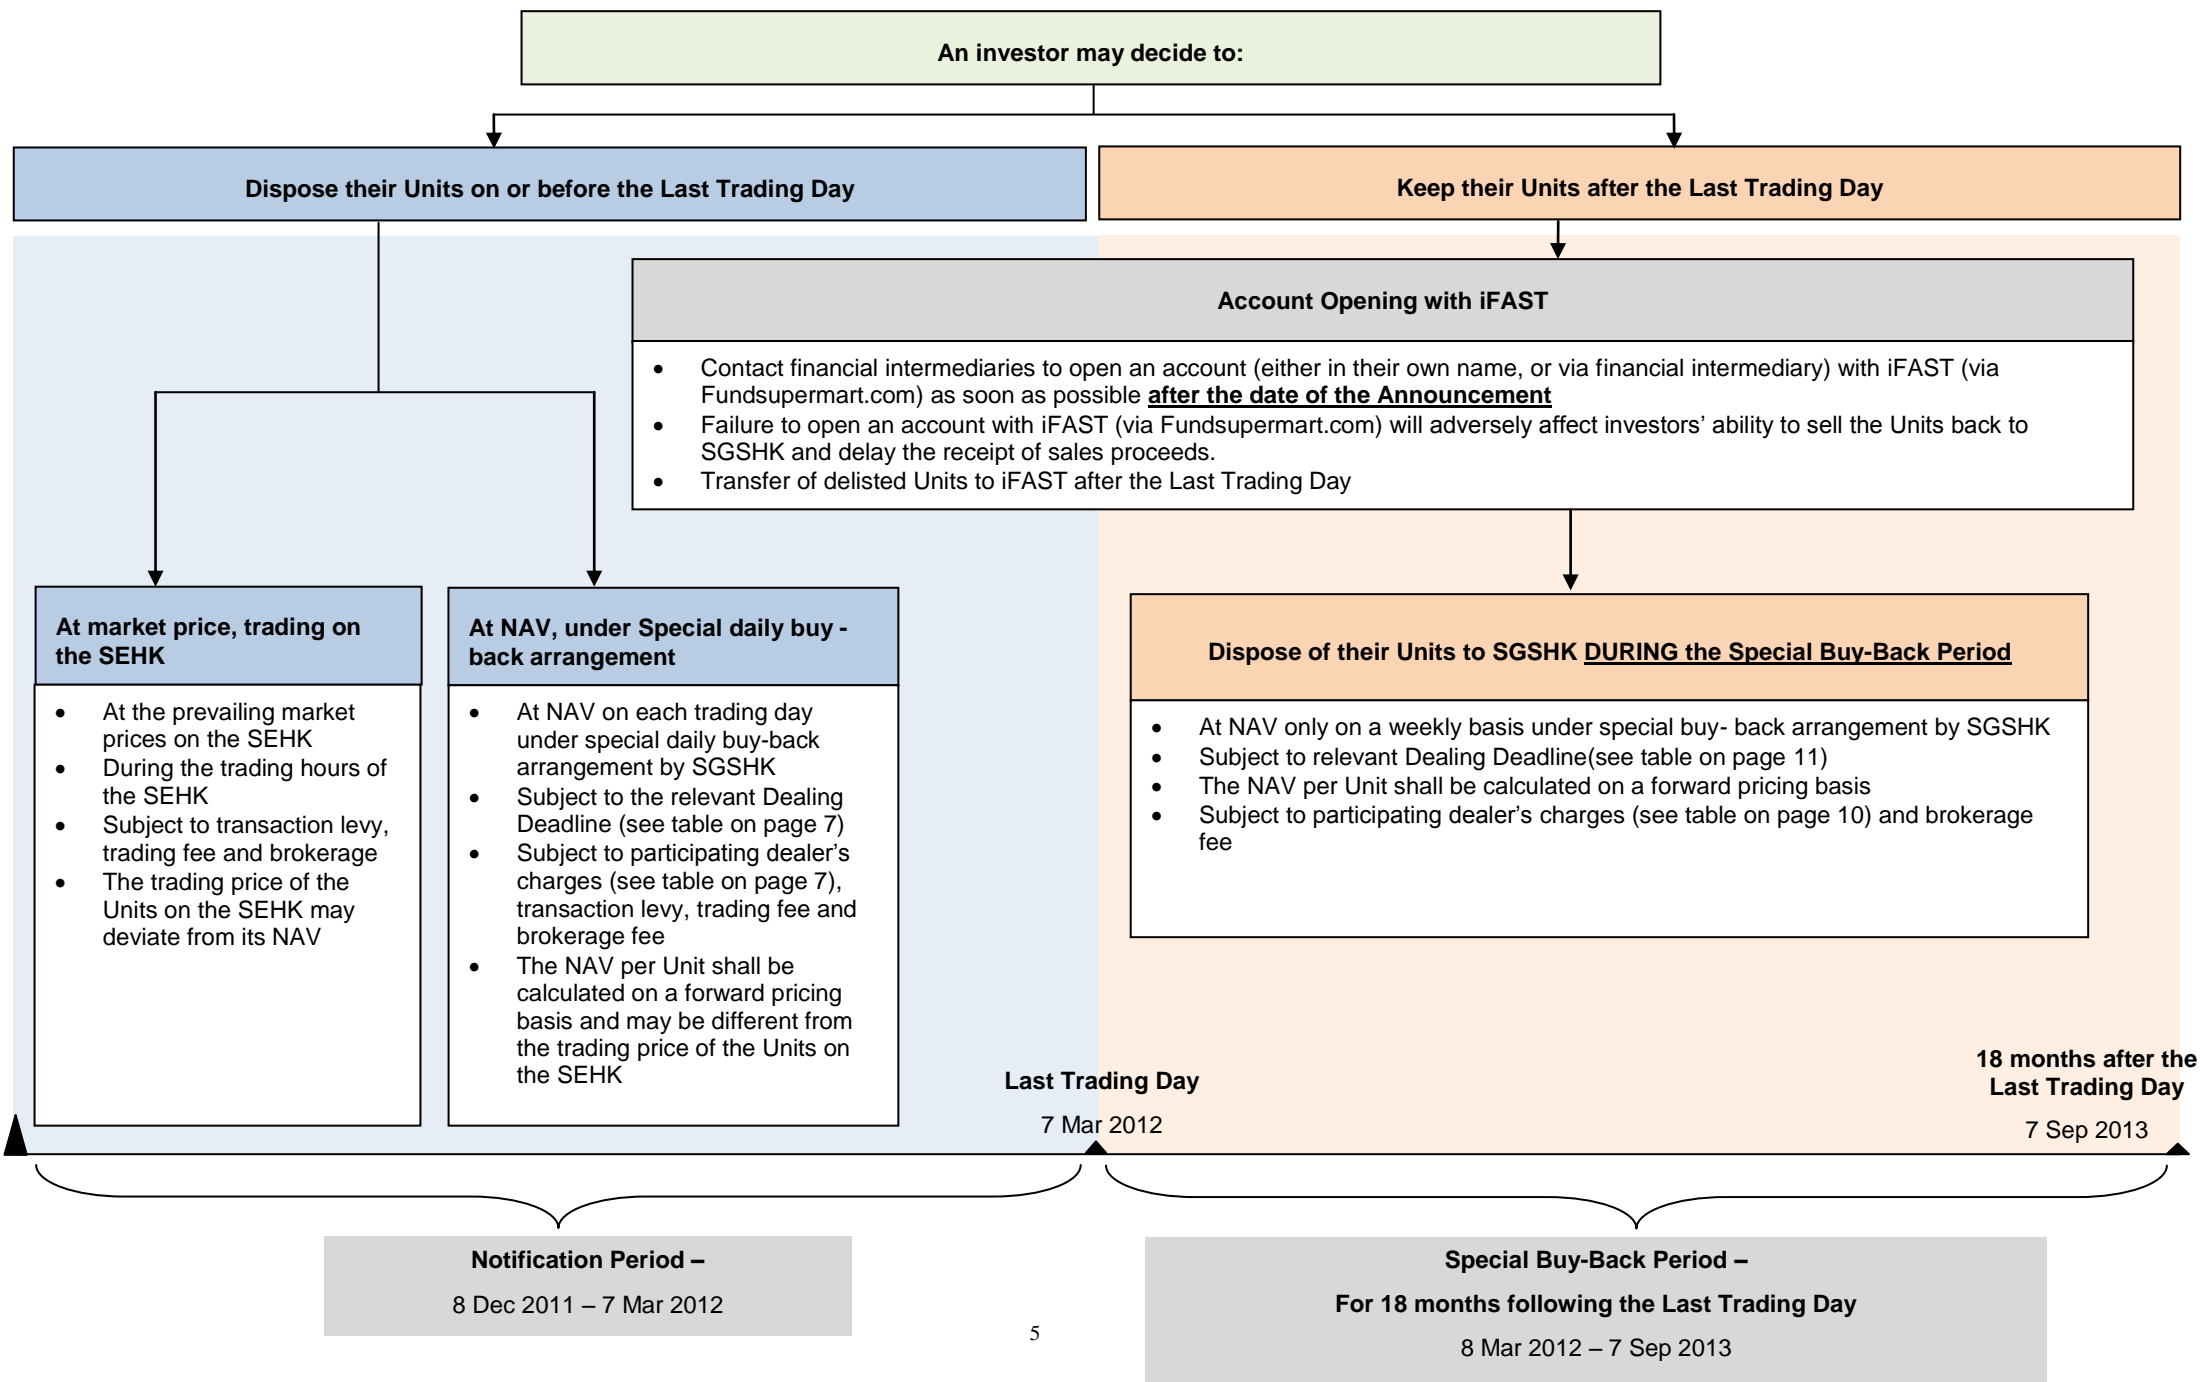 An investor may decide to:
Dispose their Units on or before the Last Trading Day
Keep their Units after the Last Trading Day
Account Opening with iFAST
• Contact financial intermediaries to open an account (either in their own name, or via financial intermediary) with iFAST (via
Fundsupermart.com) as soon as possible after the date of the Announcement
• Failure to open an account with iFAST (via Fundsupermart.com) will adversely affect investors’ ability to sell the Units back to
SGSHK and delay the receipt of sales proceeds.
• Transfer of delisted Units to iFAST after the Last Trading Day
At market price, trading on
the SEHK
• At the prevailing market
prices on the SEHK
• During the trading hours of
the SEHK
• Subject to transaction levy,
trading fee and brokerage
• The trading price of the
Units on the SEHK may
deviate from its NAV
At NAV, under Special daily buy -
back arrangement
• At NAV on each trading day
under special daily buy-back
arrangement by SGSHK
• Subject to the relevant Dealing
Deadline (see table on page 7)
• Subject to participating dealer’s
charges (see table on page 7),
transaction levy, trading fee and
brokerage fee
• The NAV per Unit shall be
calculated on a forward pricing
basis and may be different from
the trading price of the Units on
the SEHK
Dispose of their Units to SGSHK DURING the Special Buy-Back Period
• At NAV only on a weekly basis under special buy- back arrangement by SGSHK
• Subject to relevant Dealing Deadline(see table on page 11)
• The NAV per Unit shall be calculated on a forward pricing basis
• Subject to participating dealer’s charges (see table on page 10) and brokerage
fee
Last Trading Day
7 Mar 2012
18 months after the
Last Trading Day
7 Sep 2013
Notification Period –
8 Dec 2011 – 7 Mar 2012
Special Buy-Back Period –
For 18 months following the Last Trading Day
8 Mar 2012 – 7 Sep 2013
5